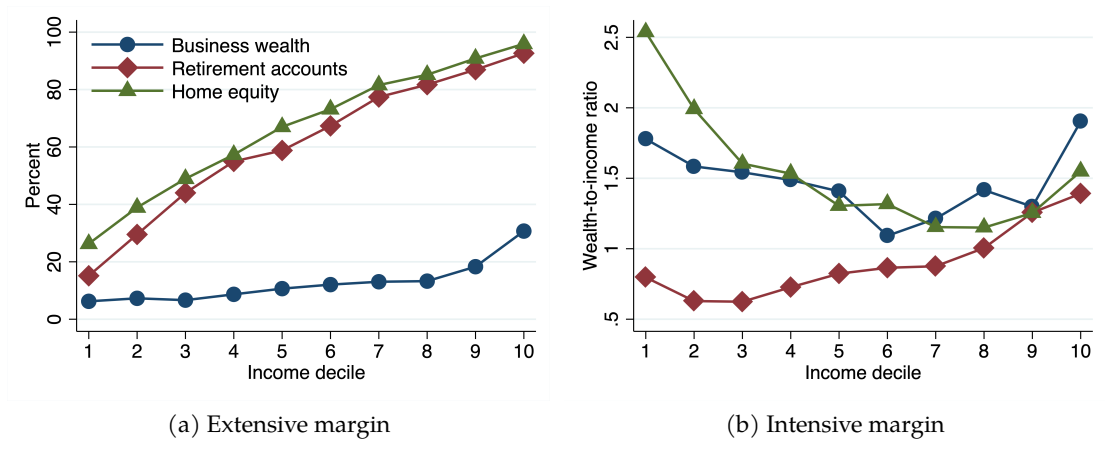 Percent
100
80
60
40
20
0
Business wealth
Retirement accounts
Home equity
1 2 3 4 5 6 7 8 9 10
Income decile
(a) Extensive margin
Wealth-to-income ratio
2.5
2
1.5
1
.5
1 2 3 4 5 6 7 8 9 10
Income decile
(b) Intensive margin